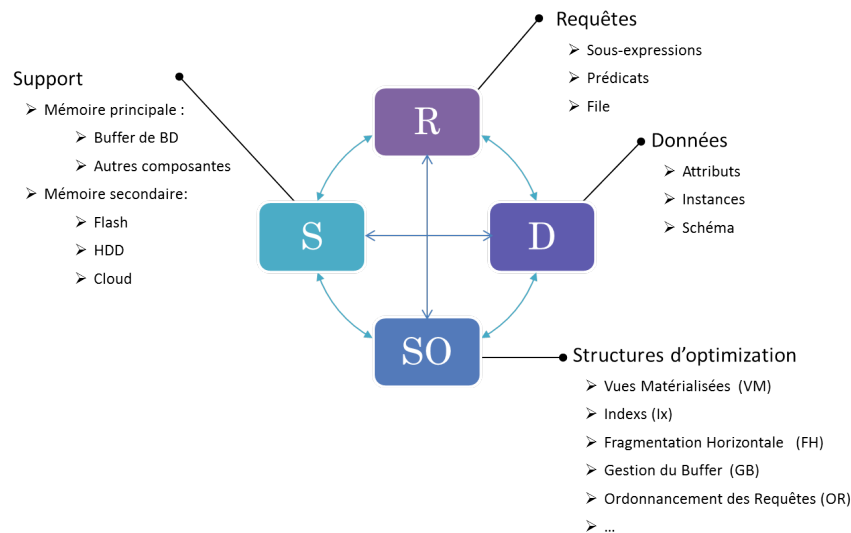 Requêtes
➢ Sous-expressions
➢ Prédicats
➢ File
Support
➢ Mémoire principale :
➢ Buffer de BD
➢ Autres composantes
➢ Mémoire secondaire:
➢ Flash
➢ HDD
➢ Cloud
R
Données
➢ Attributs
➢ Instances
➢ Schéma
S
D
SO
Structures d'optimization
➢ Vues Matérialisées (VM)
➢ Indexs (Ix)
➢ Fragmentation Horizontale (FH)
➢ Gestion du Buffer (GB)
➢ Ordonnancement des Requêtes (OR)
➢ ...